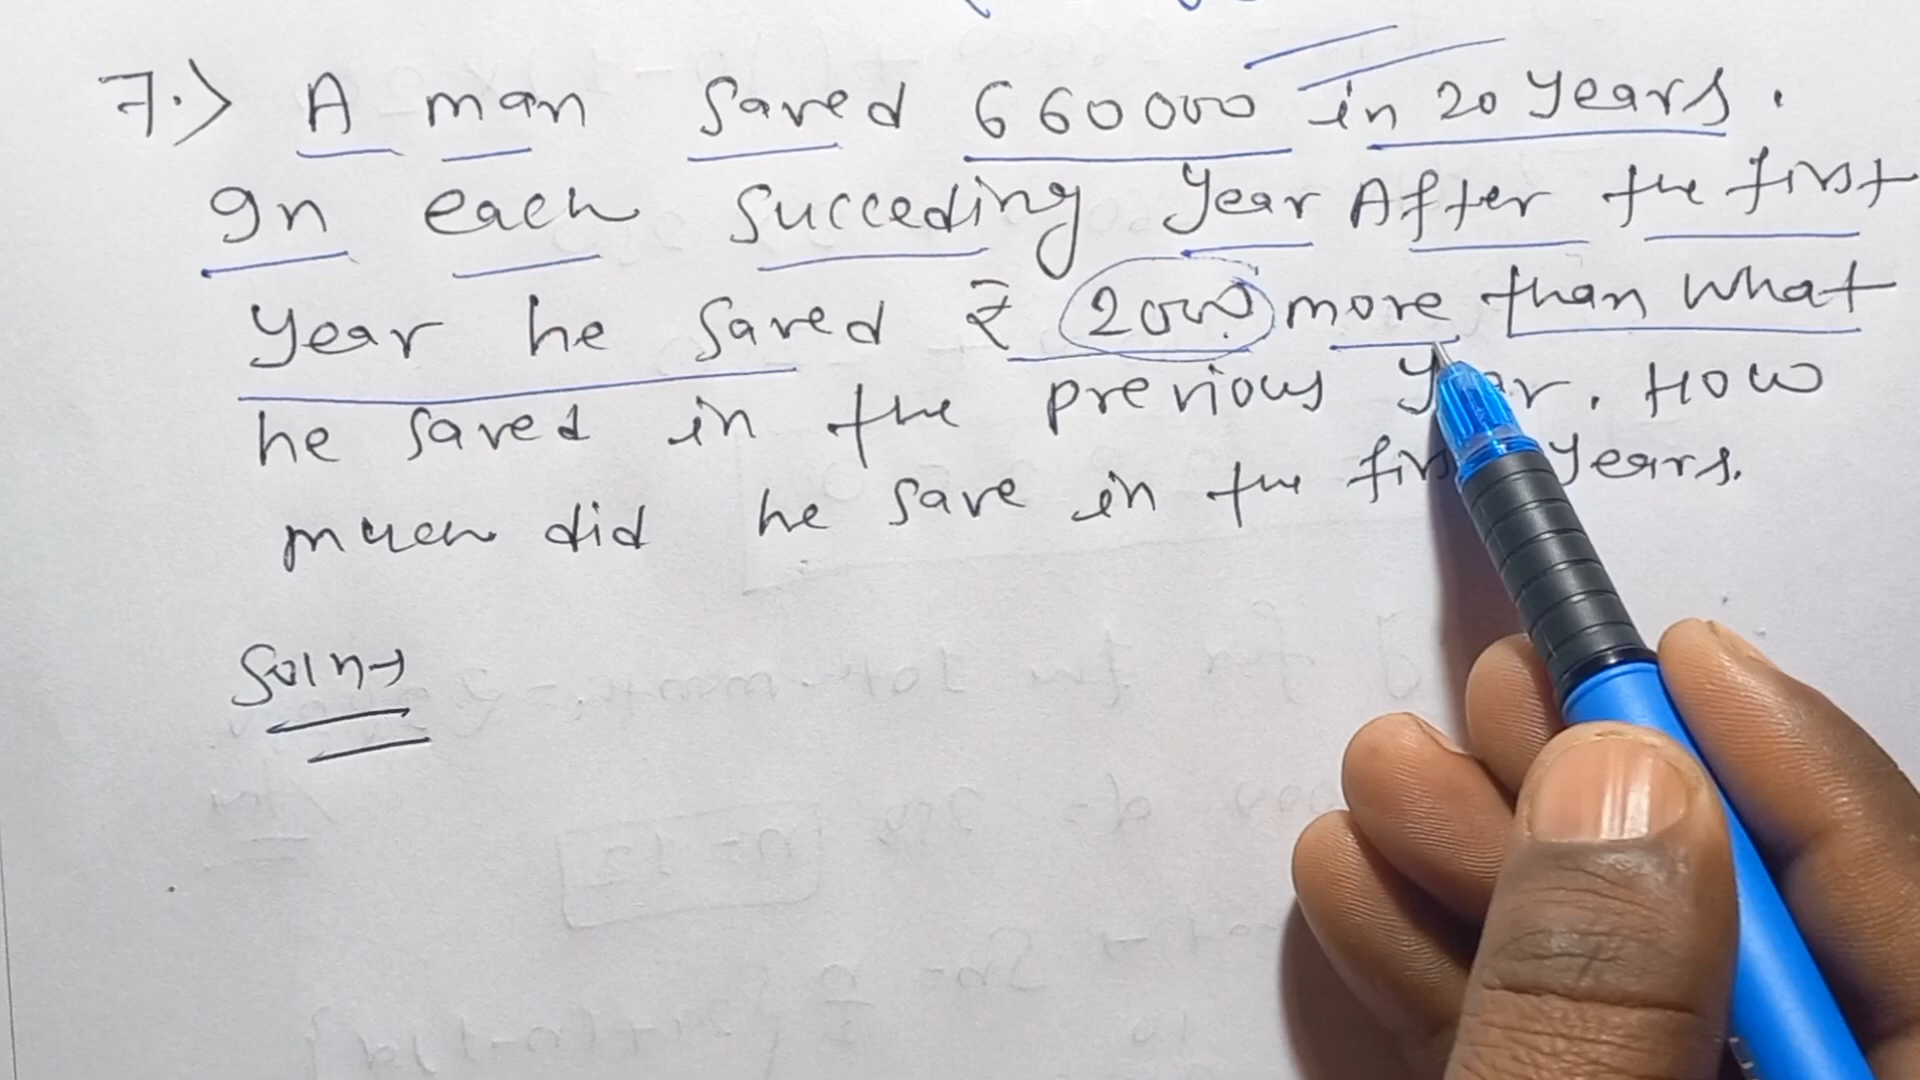 7.) A man saved 660000 in 20 years.
In each succeding year After the first
year he saved ₹ 2000 more than what
he saved in the previous year. How
much did he save in the first years.
Soln→